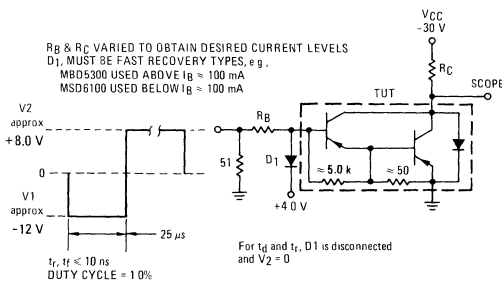 VCC
-30 V
RB & RC VARIED TO OBTAIN DESIRED CURRENT LEVELS
D1, MUST BE FAST RECOVERY TYPES, e,g,
MBD5300 USED ABOVE IB ≈ 100 mA
MSD6100 USED BELOW IB ≈ 100 mA
RC
SCOPE
TUT
V2
approx
+8.0 V
RB
51
D1
≈ 5.0 k
≈ 50
0
V1
approx
-12 V
+4 0 V
25 μs
tr, tf ≤ 10 ns
DUTY CYCLE = 1 0%
For td and tr, D1 is disconnected
and V2 = 0